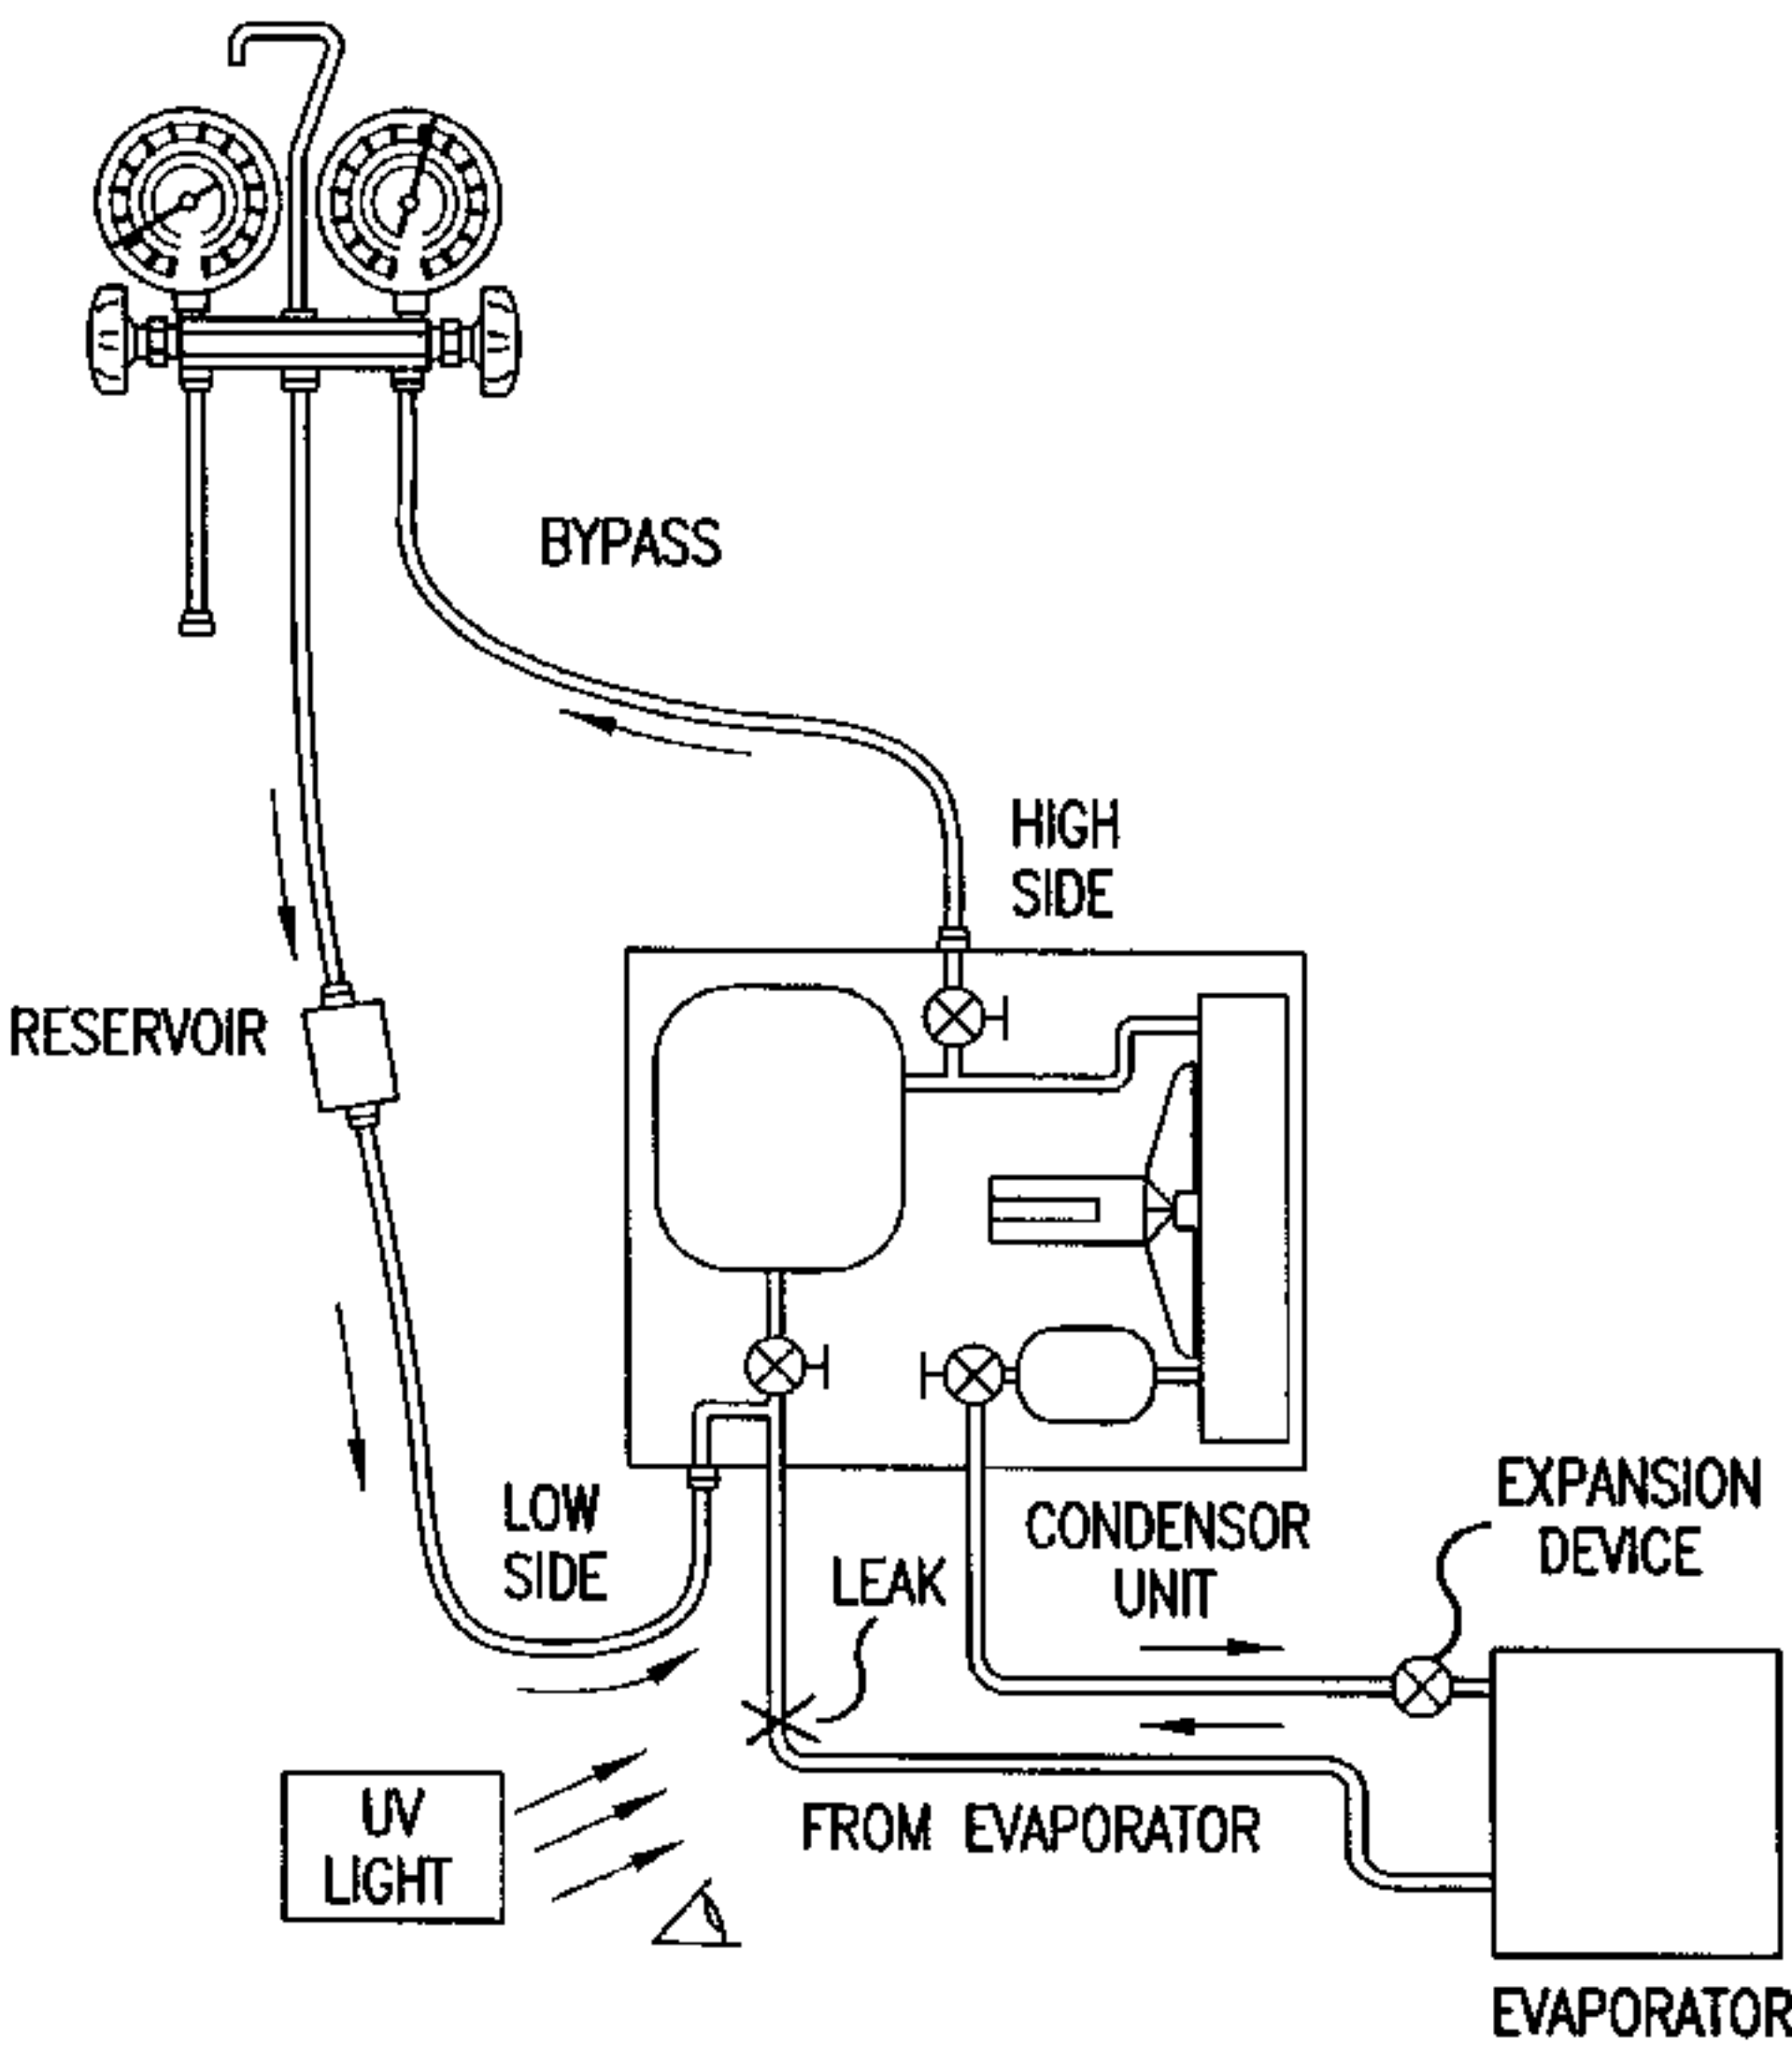 BYPASS
HIGH
SIDE
RESERVOIR
LOW
SIDE
LEAK
CONDENSOR
UNIT
EXPANSION
DEVICE
UV
LIGHT
FROM EVAPORATOR
EVAPORATOR